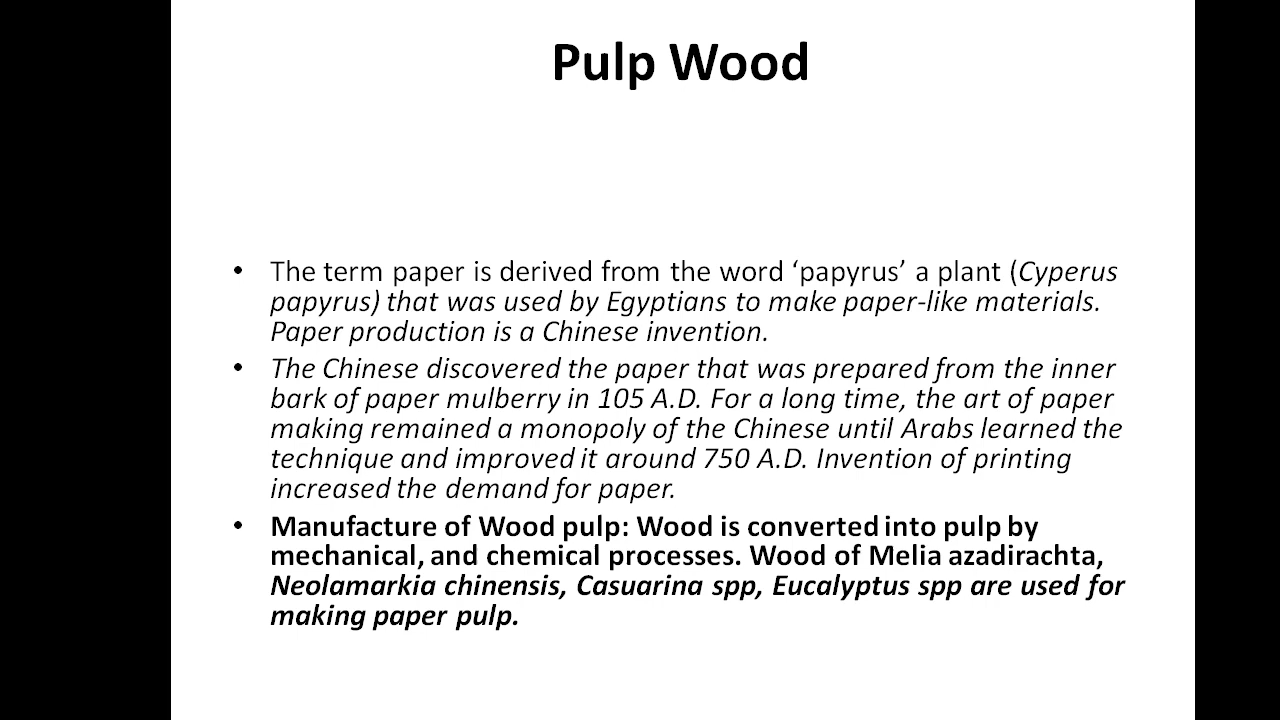 Pulp Wood
• The term paper is derived from the word ‘papyrus’ a plant (Cyperus
papyrus) that was used by Egyptians to make paper-like materials.
Paper production is a Chinese invention.
• The Chinese discovered the paper that was prepared from the inner
bark of paper mulberry in 105 A.D. For a long time, the art of paper
making remained a monopoly of the Chinese until Arabs learned the
technique and improved it around 750 A.D. Invention of printing
increased the demand for paper.
• Manufacture of Wood pulp: Wood is converted into pulp by
mechanical, and chemical processes. Wood of Melia azadirachta,
Neolamarkia chinensis, Casuarina spp, Eucalyptus spp are used for
making paper pulp.